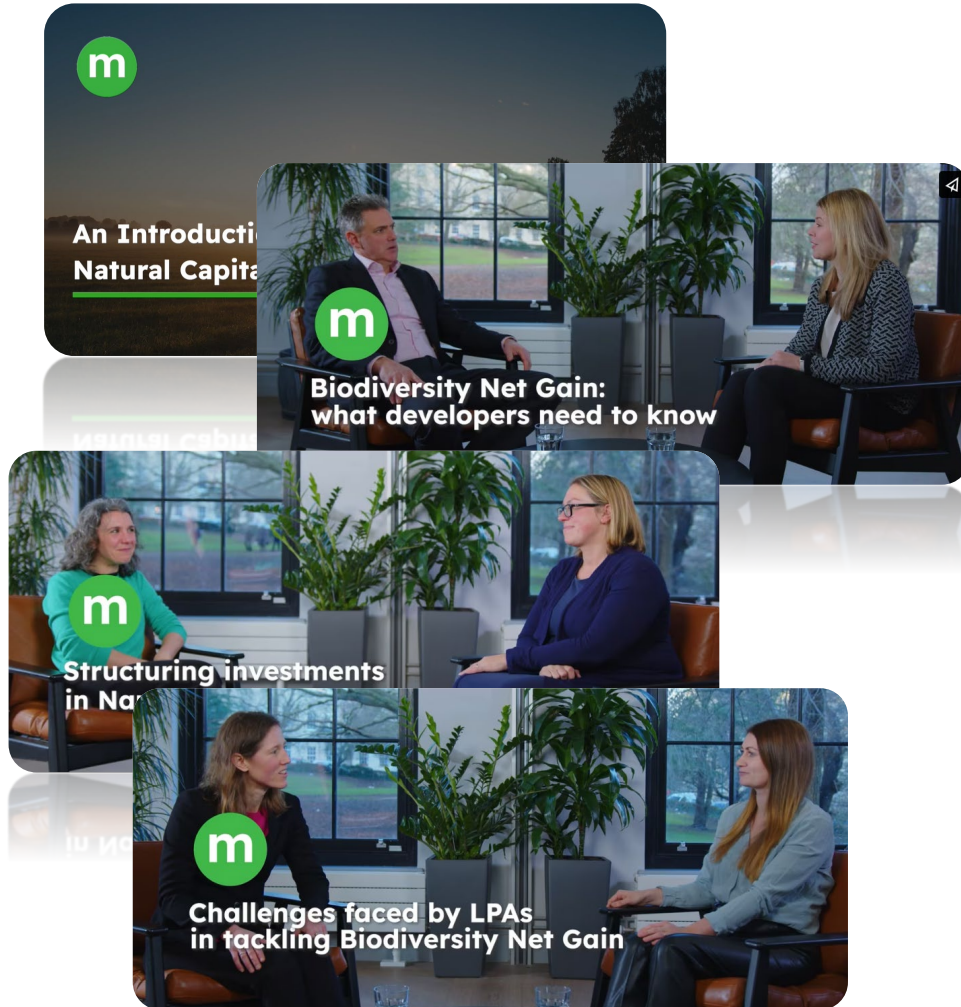 m
An Introducti
Natural Capita
m
Biodiversity Net Gain:
what developers need to know
m
Structuring investments
in Na
m
Challenges faced by LPAs
in tackling Biodiversity Net Gain